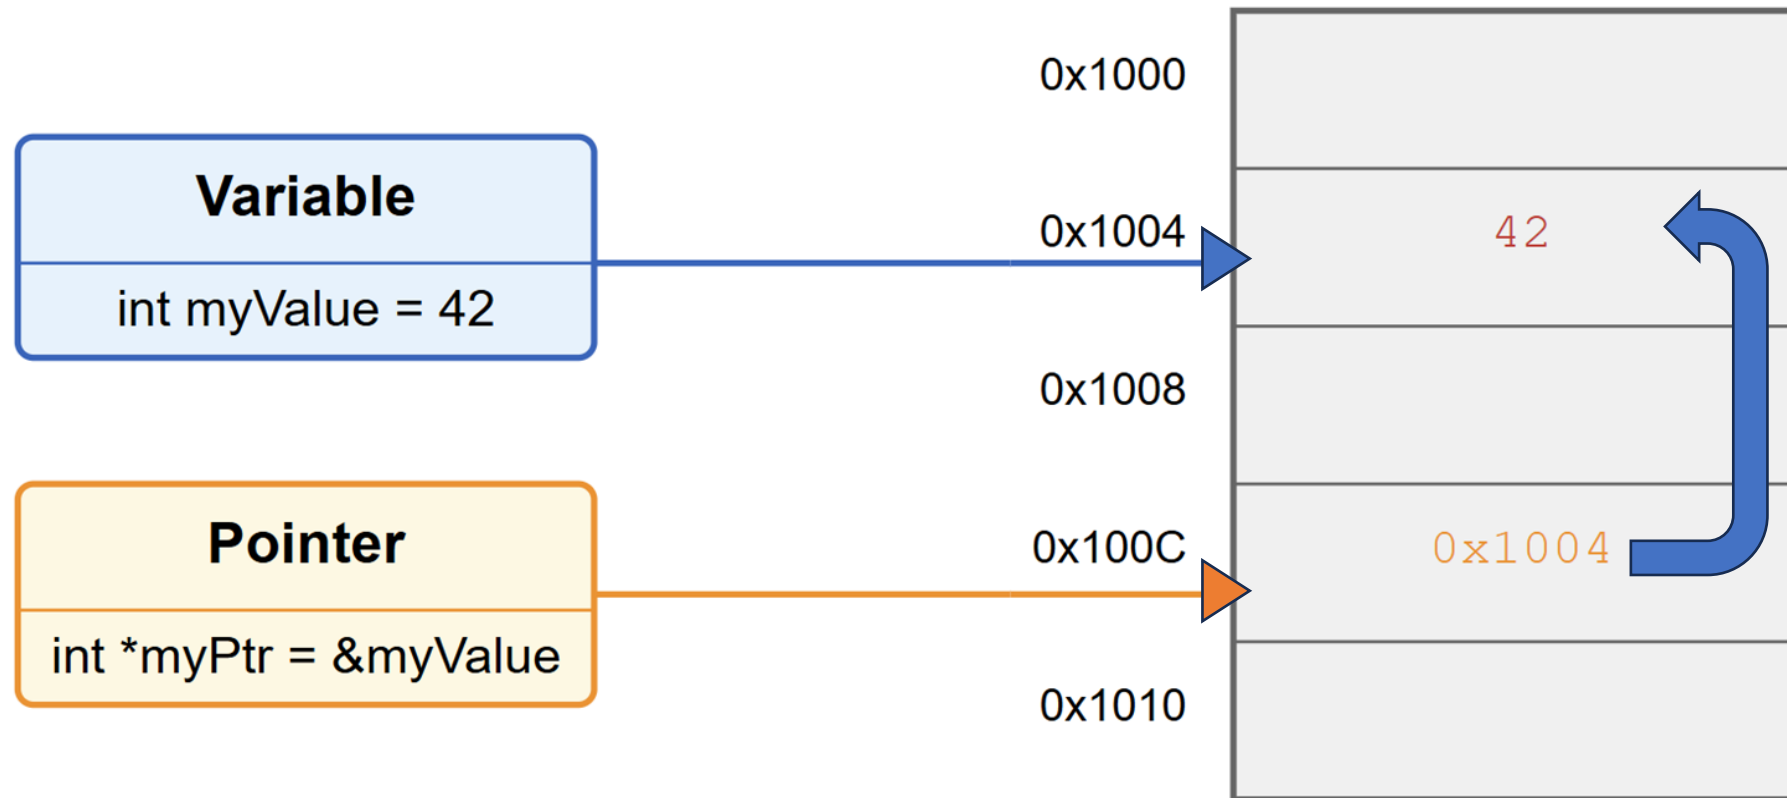 Variable
int myValue = 42
Pointer
int *myPtr = &myValue
0x1000
0x1004
42
0x1008
0x100C
0x1004
0x1010